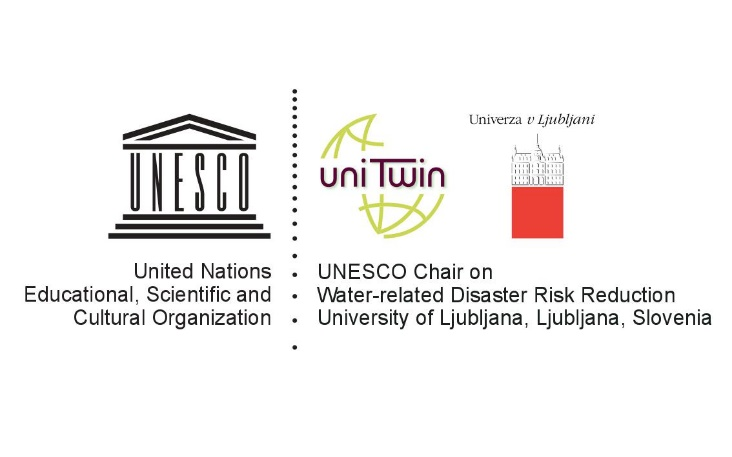 UNESCO
United Nations
Educational, Scientific and
Cultural Organization
uniTwin
Univerza v Ljubljani
UNESCO Chair on
Water-related Disaster Risk Reduction
University of Ljubljana, Ljubljana, Slovenia